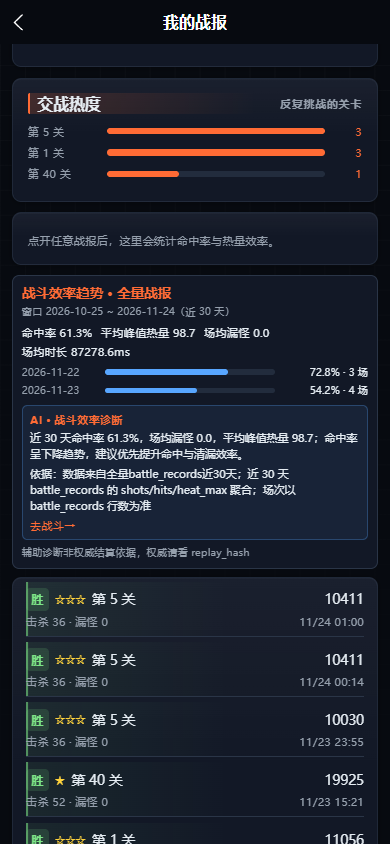 我的战报
交战热度
反复挑战的关卡
第 5 关
3
第 1 关
3
第 40 关
1
点开任意战报后，这里会统计命中率与热量效率。
战斗效率趋势 • 全量战报
窗口 2026-10-25 ~ 2026-11-24（近 30 天）
命中率 61.3% 平均峰值热量 98.7 场均漏怪 0.0
场均时长 87278.6ms
2026-11-22
72.8% · 3 场
2026-11-23
54.2% · 4 场
AI • 战斗效率诊断
近 30 天命中率 61.3%，场均漏怪 0.0，平均峰值热量 98.7；命中率
呈下降趋势，建议优先提升命中与清漏效率。
依据：数据来自全量battle_records近30天；近 30 天
battle_records 的 shots/hits/heat_max 聚合；场次以
battle_records 行数为准
去战斗→
辅助诊断非权威结算依据，权威请看 replay_hash
胜 ☆☆☆ 第 5 关 10411
击杀 36 · 漏怪 0 11/24 01:00
胜 ☆☆☆ 第 5 关 10411
击杀 36 · 漏怪 0 11/24 00:14
胜 ☆☆☆ 第 5 关 10030
击杀 36 · 漏怪 0 11/23 23:55
胜 ★ 第 40 关 19925
击杀 52 · 漏怪 0 11/23 15:21
胜 ☆☆☆ 第 1 关 11056